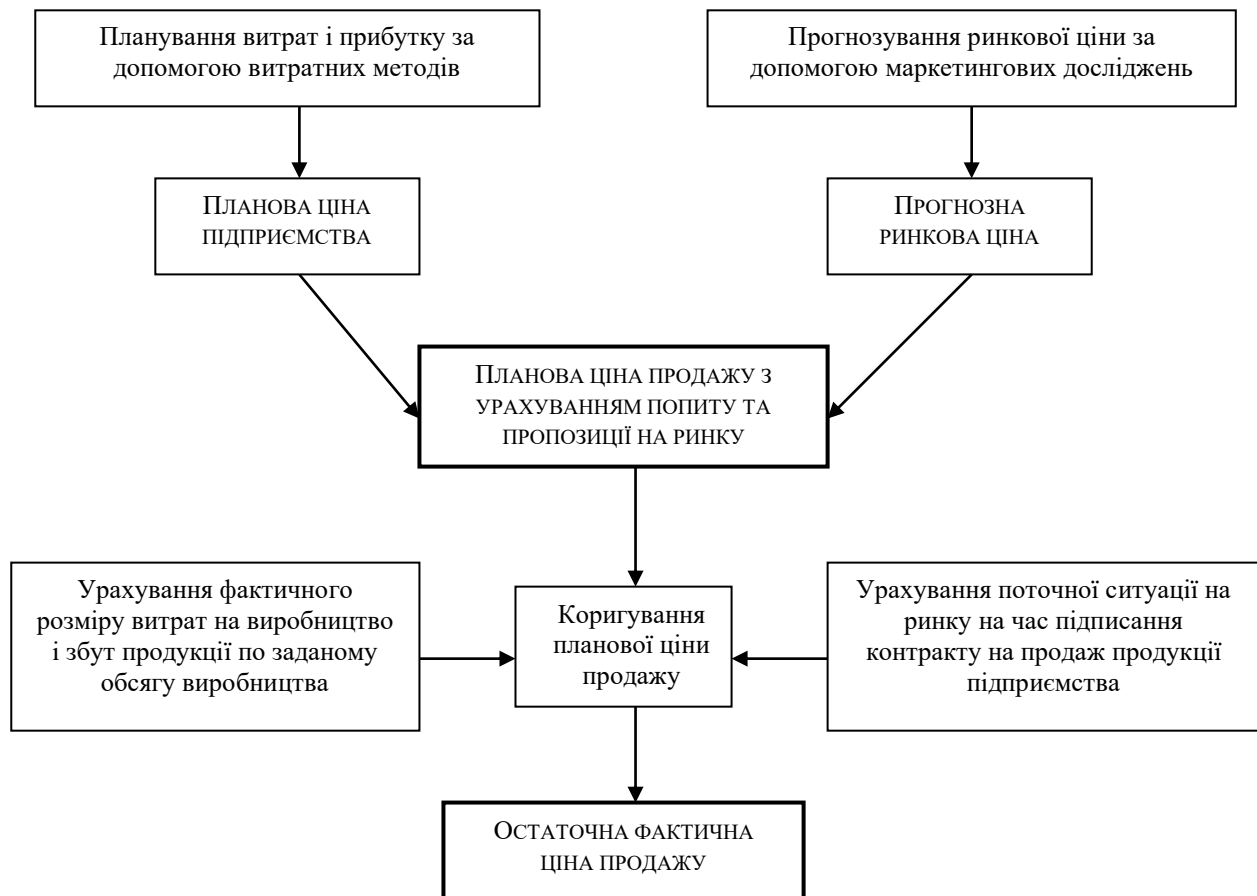 Планування витрат і прибутку за
допомогою витратних методів
Прогнозування ринкової ціни за
допомогою маркетингових досліджень
ПЛАНОВА ЦІНА
ПІДПРИЄМСТВА
ПРОГНОЗНА
РИНКОВА ЦІНА
ПЛАНОВА ЦІНА ПРОДАЖУ З
УРАХУВАННЯМ ПОПИТУ ТА
ПРОПОЗИЦІЇ НА РИНКУ
Урахування фактичного
розміру витрат на виробництво
і збут продукції по заданому
обсягу виробництва
Коригування
планової ціни
продажу
Урахування поточної ситуації на
ринку на час підписання
контракту на продаж продукції
підприємства
ОСТАТОЧНА ФАКТИЧНА
ЦІНА ПРОДАЖУ